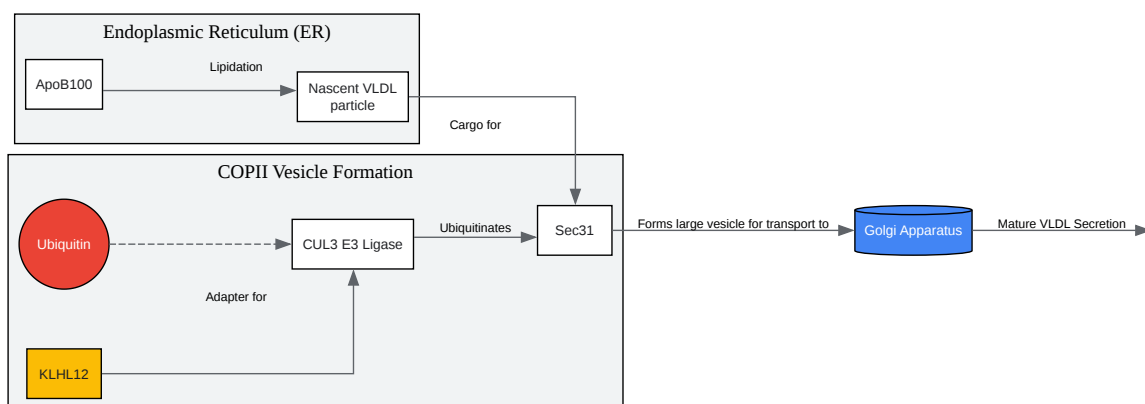 Endoplasmic Reticulum (ER)
Lipidation
ApoB100
Nascent VLDL
particle
Cargo for
COPII Vesicle Formation
Ubiquitin
CUL3 E3 Ligase
Ubiquitinates
Sec31
Forms large vesicle for transport to
Golgi Apparatus
Mature VLDL Secretion
Adapter for
KLHL12